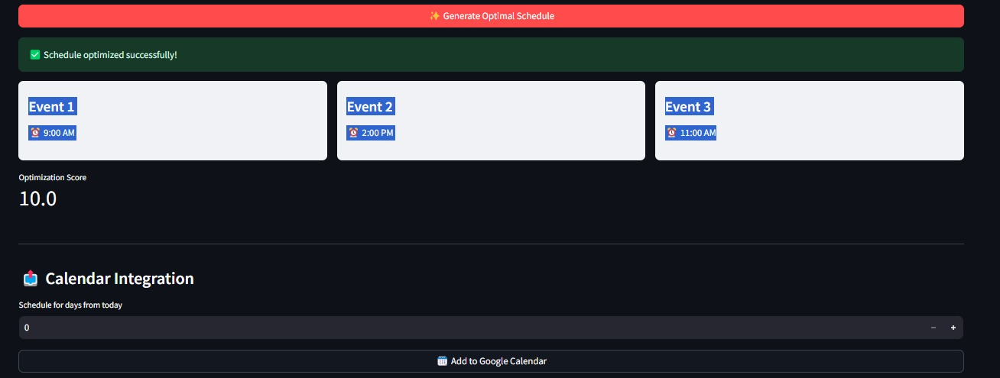 ✨ Generate Optimal Schedule
✅ Schedule optimized successfully!
Event 1
⏰ 9:00 AM
Event 2
⏰ 2:00 PM
Event 3
⏰ 11:00 AM
Optimization Score
10.0
📤 Calendar Integration
Schedule for days from today
0 − +
🗓️ Add to Google Calendar